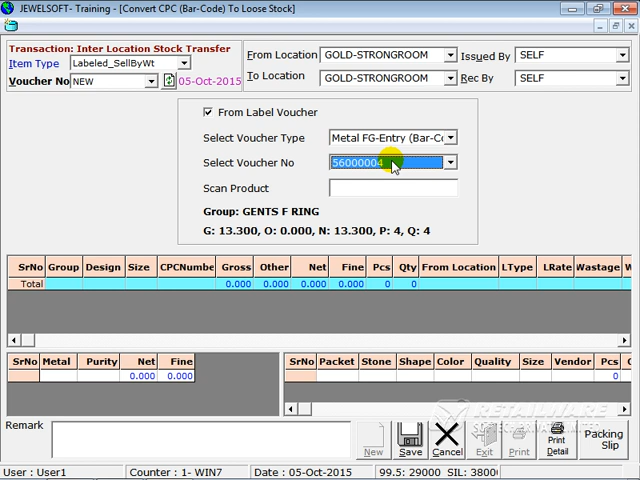 JEWELSOFT- Training - [Convert CPC (Bar-Code) To Loose Stock]
Transaction: Inter Location Stock Transfer
Item Type Labeled_SellByWt
Voucher No NEW 05-Oct-2015
From Location GOLD-STRONGROOM Issued By SELF
To Location GOLD-STRONGROOM Rec By SELF
From Label Voucher
Select Voucher Type Metal FG-Entry (Bar-Co
Select Voucher No 56000004
Scan Product
Group: GENTS F RING
G: 13.300, O: 0.000, N: 13.300, P: 4, Q: 4
SrNo Group Design Size CPCNumbe Gross Other Net Fine Pcs Qty From Location LType LRate Wastage W
Total 0.000 0.000 0.000 0.000 0 0
SrNo Metal Purity Net Fine
0.000 0.000
SrNo Packet Stone Shape Color Quality Size Vendor Pcs
0
Remark
New Save Cancel Exit Print Print Detail Packing Slip
RETAILWARE
User : User1 Counter : 1- WIN7 Date : 05-Oct-2015 99.5: 29000 SIL: 3800